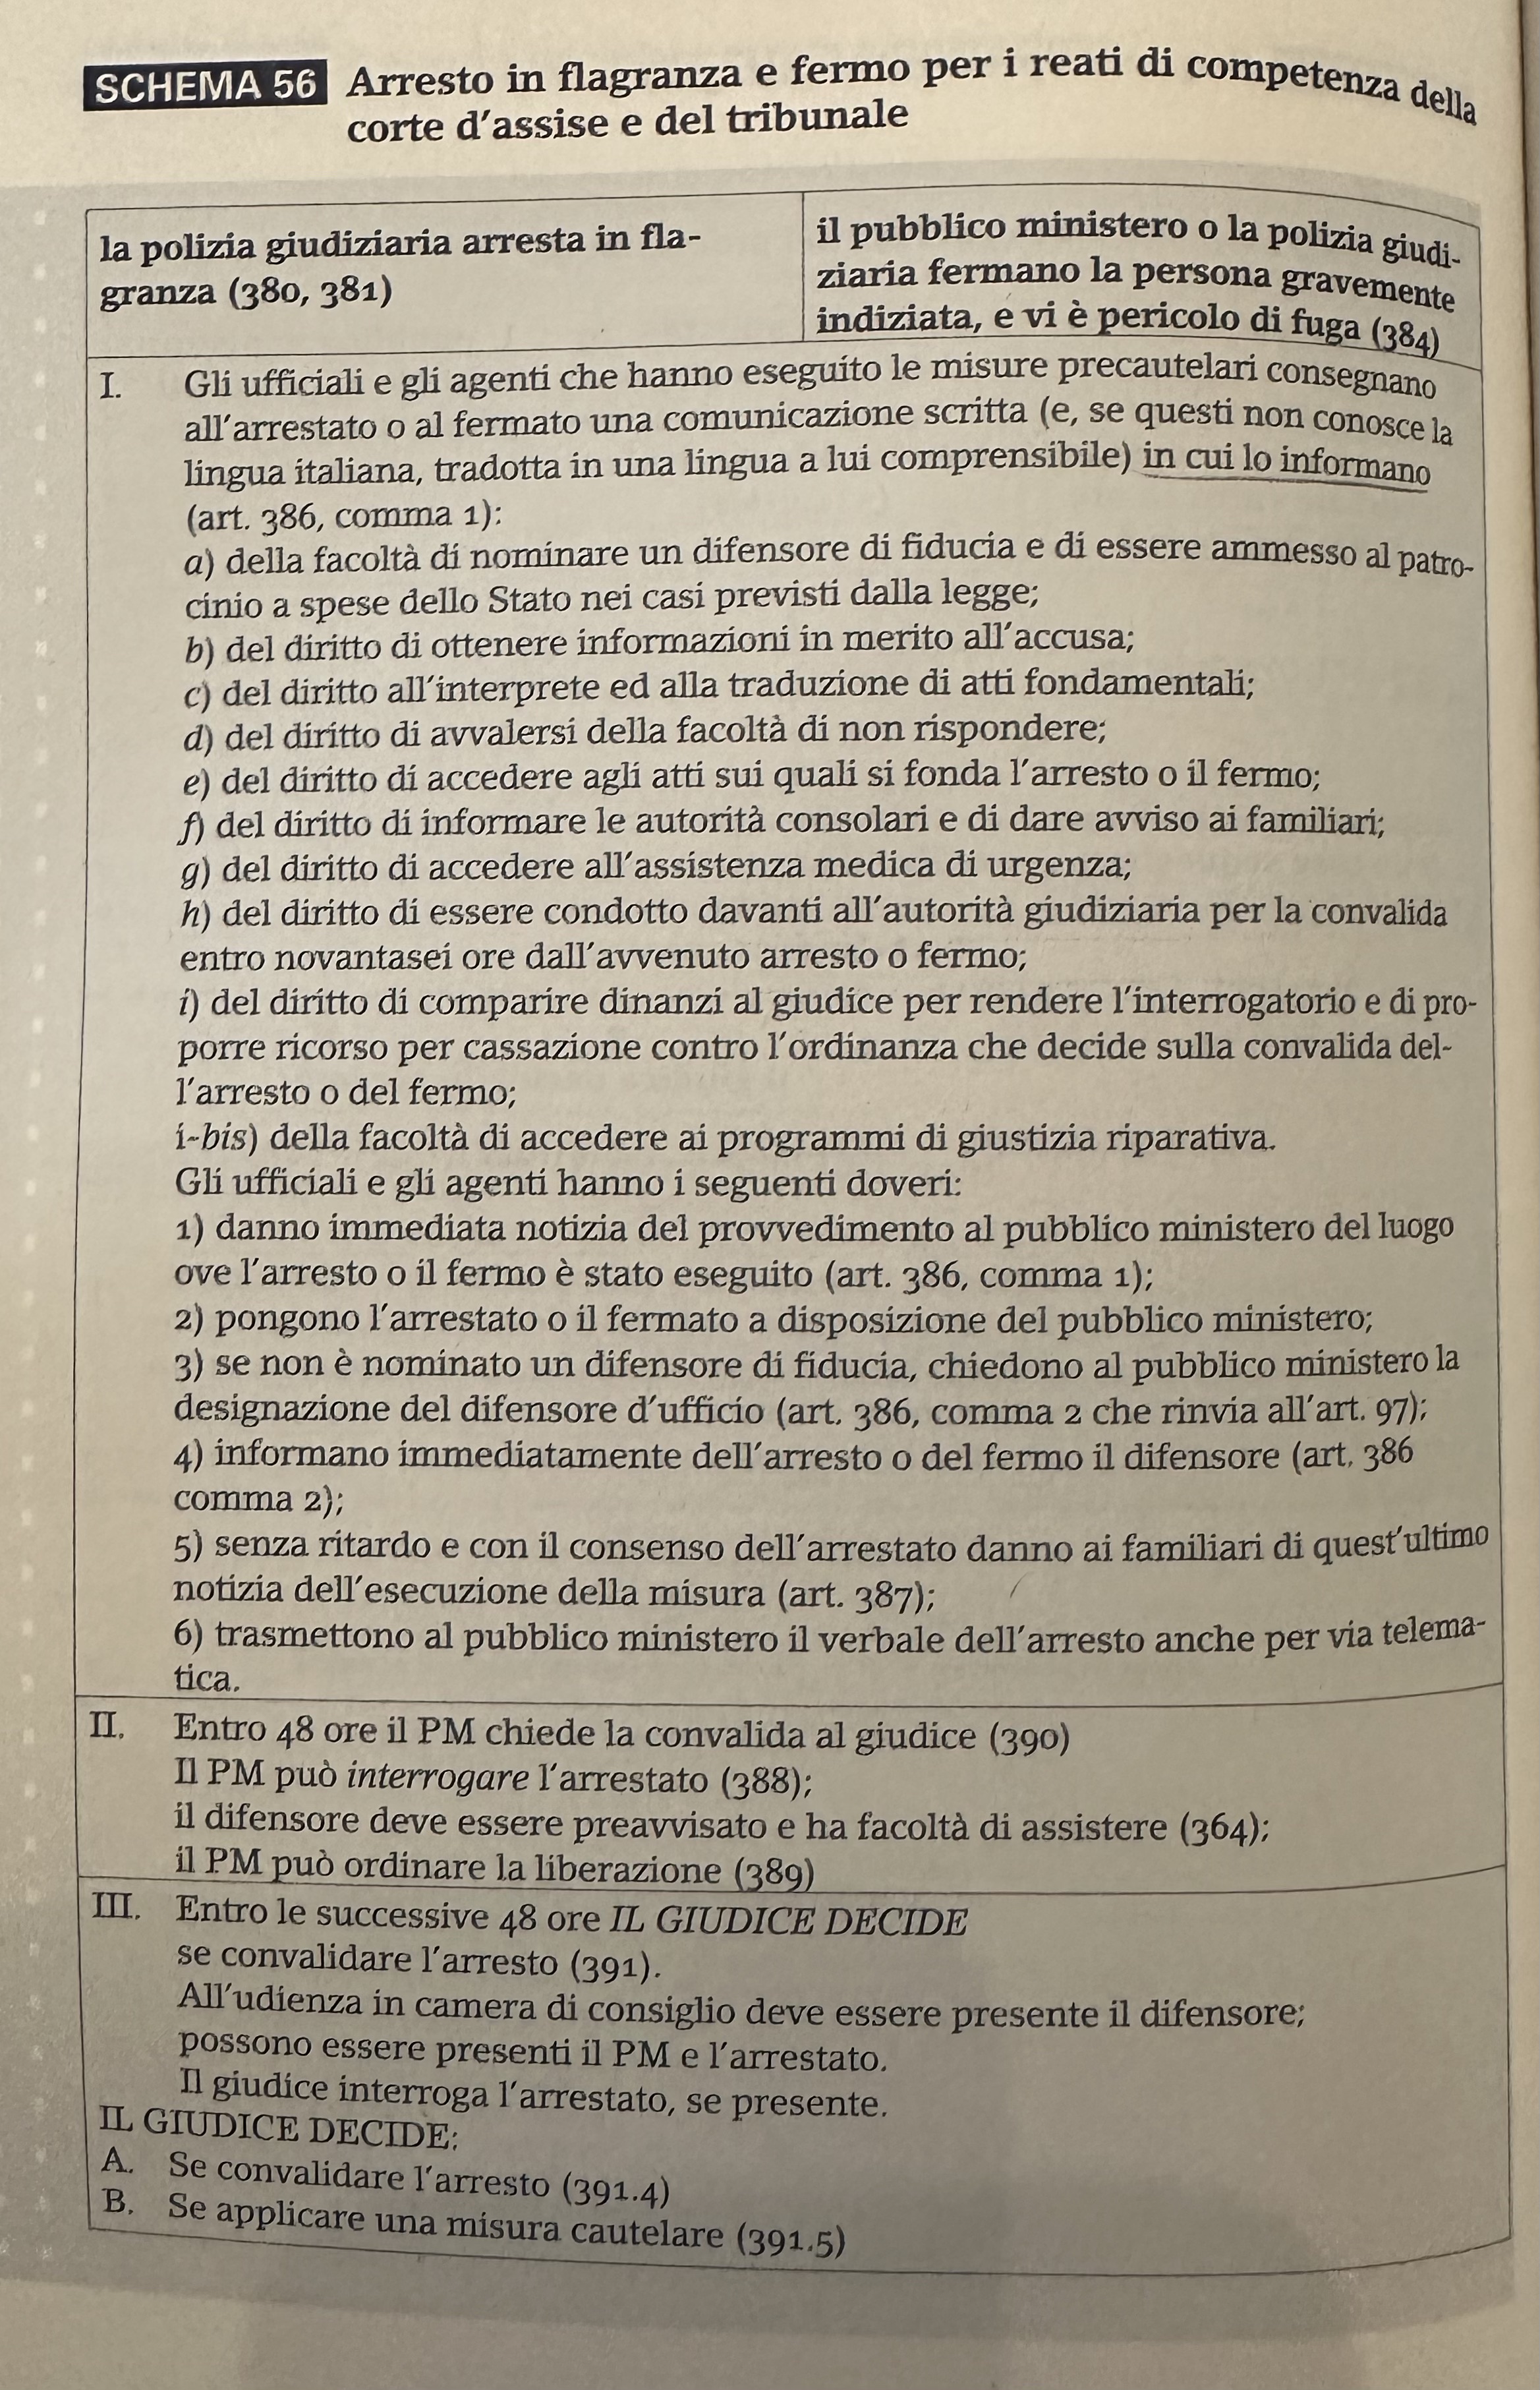 SCHEMA 56 Arresto in flagranza e fermo per i reati di competenza della
corte d'assise e del tribunale
la polizia giudiziaria arresta in fla-
granza (380, 381)
il pubblico ministero o la polizia giudi-
ziaria fermano la persona gravemente
indiziata, e vi è pericolo di fuga (384)
I. Gli ufficiali e gli agenti che hanno eseguito le misure precautelari consegnano
all'arrestato o al fermato una comunicazione scritta (e, se questi non conosce la
lingua italiana, tradotta in una lingua a lui comprensibile) in cui lo informano
(art. 386, comma 1):
a) della facoltà di nominare un difensore di fiducia e di essere ammesso al patro-
cinio a spese dello Stato nei casi previsti dalla legge;
b) del diritto di ottenere informazioni in merito all'accusa;
c) del diritto all'interprete ed alla traduzione di atti fondamentali;
d) del diritto di avvalersi della facoltà di non rispondere;
e) del diritto di accedere agli atti sui quali si fonda l'arresto o il fermo;
f) del diritto di informare le autorità consolari e di dare avviso ai familiari;
g) del diritto di accedere all'assistenza medica di urgenza;
h) del diritto di essere condotto davanti all'autorità giudiziaria per la convalida
entro novantasei ore dall'avvenuto arresto o fermo;
i) del diritto di comparire dinanzi al giudice per rendere l'interrogatorio e di pro-
porre ricorso per cassazione contro l'ordinanza che decide sulla convalida del-
l'arresto o del fermo;
i-bis) della facoltà di accedere ai programmi di giustizia riparativa.
Gli ufficiali e gli agenti hanno i seguenti doveri:
1) danno immediata notizia del provvedimento al pubblico ministero del luogo
ove l'arresto o il fermo è stato eseguito (art. 386, comma 1);
2) pongono l'arrestato o il fermato a disposizione del pubblico ministero;
3) se non è nominato un difensore di fiducia, chiedono al pubblico ministero la
designazione del difensore d'ufficio (art. 386, comma 2 che rinvia all'art. 97);
4) informano immediatamente dell'arresto o del fermo il difensore (art. 386
comma 2);
5) senza ritardo e con il consenso dell'arrestato danno ai familiari di quest'ultimo
notizia dell'esecuzione della misura (art. 387);
6) trasmettono al pubblico ministero il verbale dell'arresto anche per via telema-
tica.
II. Entro 48 ore il PM chiede la convalida al giudice (390)
Il PM può interrogare l'arrestato (388);
il difensore deve essere preavvisato e ha facoltà di assistere (364);
il PM può ordinare la liberazione (389)
III. Entro le successive 48 ore IL GIUDICE DECIDE
se convalidare l'arresto (391).
All'udienza in camera di consiglio deve essere presente il difensore;
possono essere presenti il PM e l'arrestato.
Il giudice interroga l'arrestato, se presente.
IL GIUDICE DECIDE:
A. Se convalidare l'arresto (391.4)
B. Se applicare una misura cautelare (391.5)